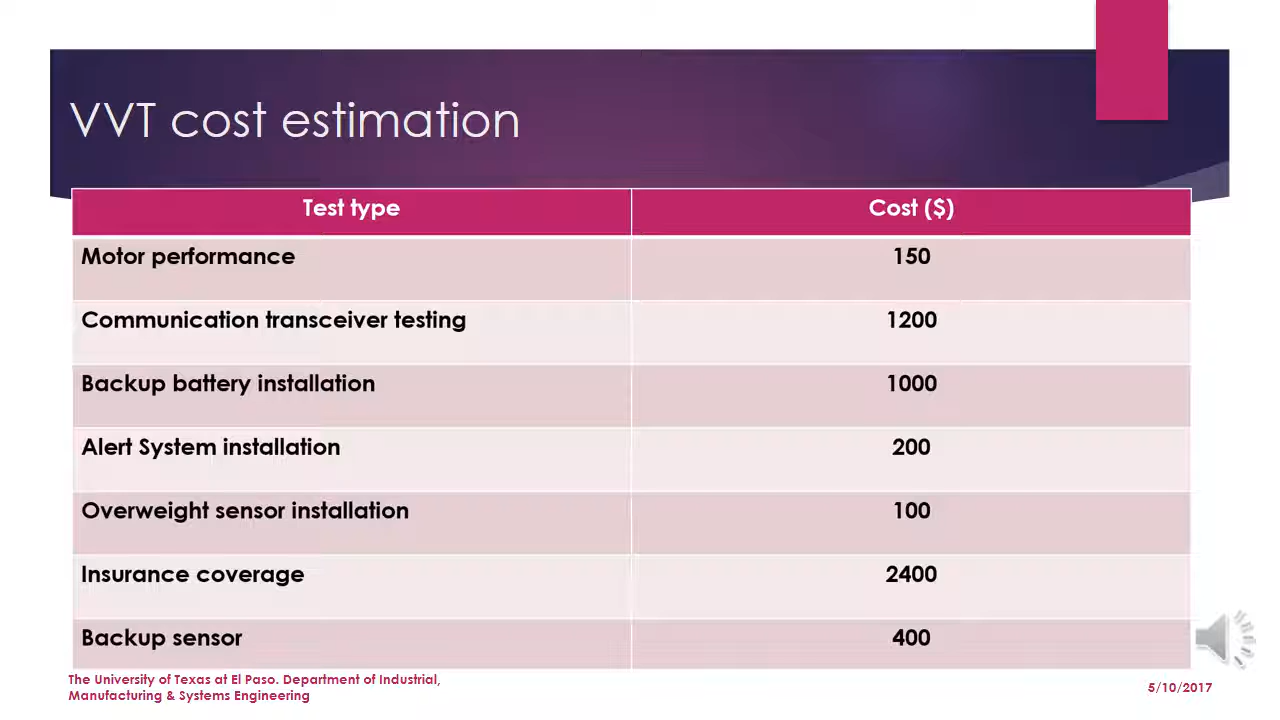 VVT cost estimation
Test type Cost ($)
Motor performance 150
Communication transceiver testing 1200
Backup battery installation 1000
Alert System installation 200
Overweight sensor installation 100
Insurance coverage 2400
Backup sensor 400
The University of Texas at El Paso. Department of Industrial,
Manufacturing & Systems Engineering
5/10/2017